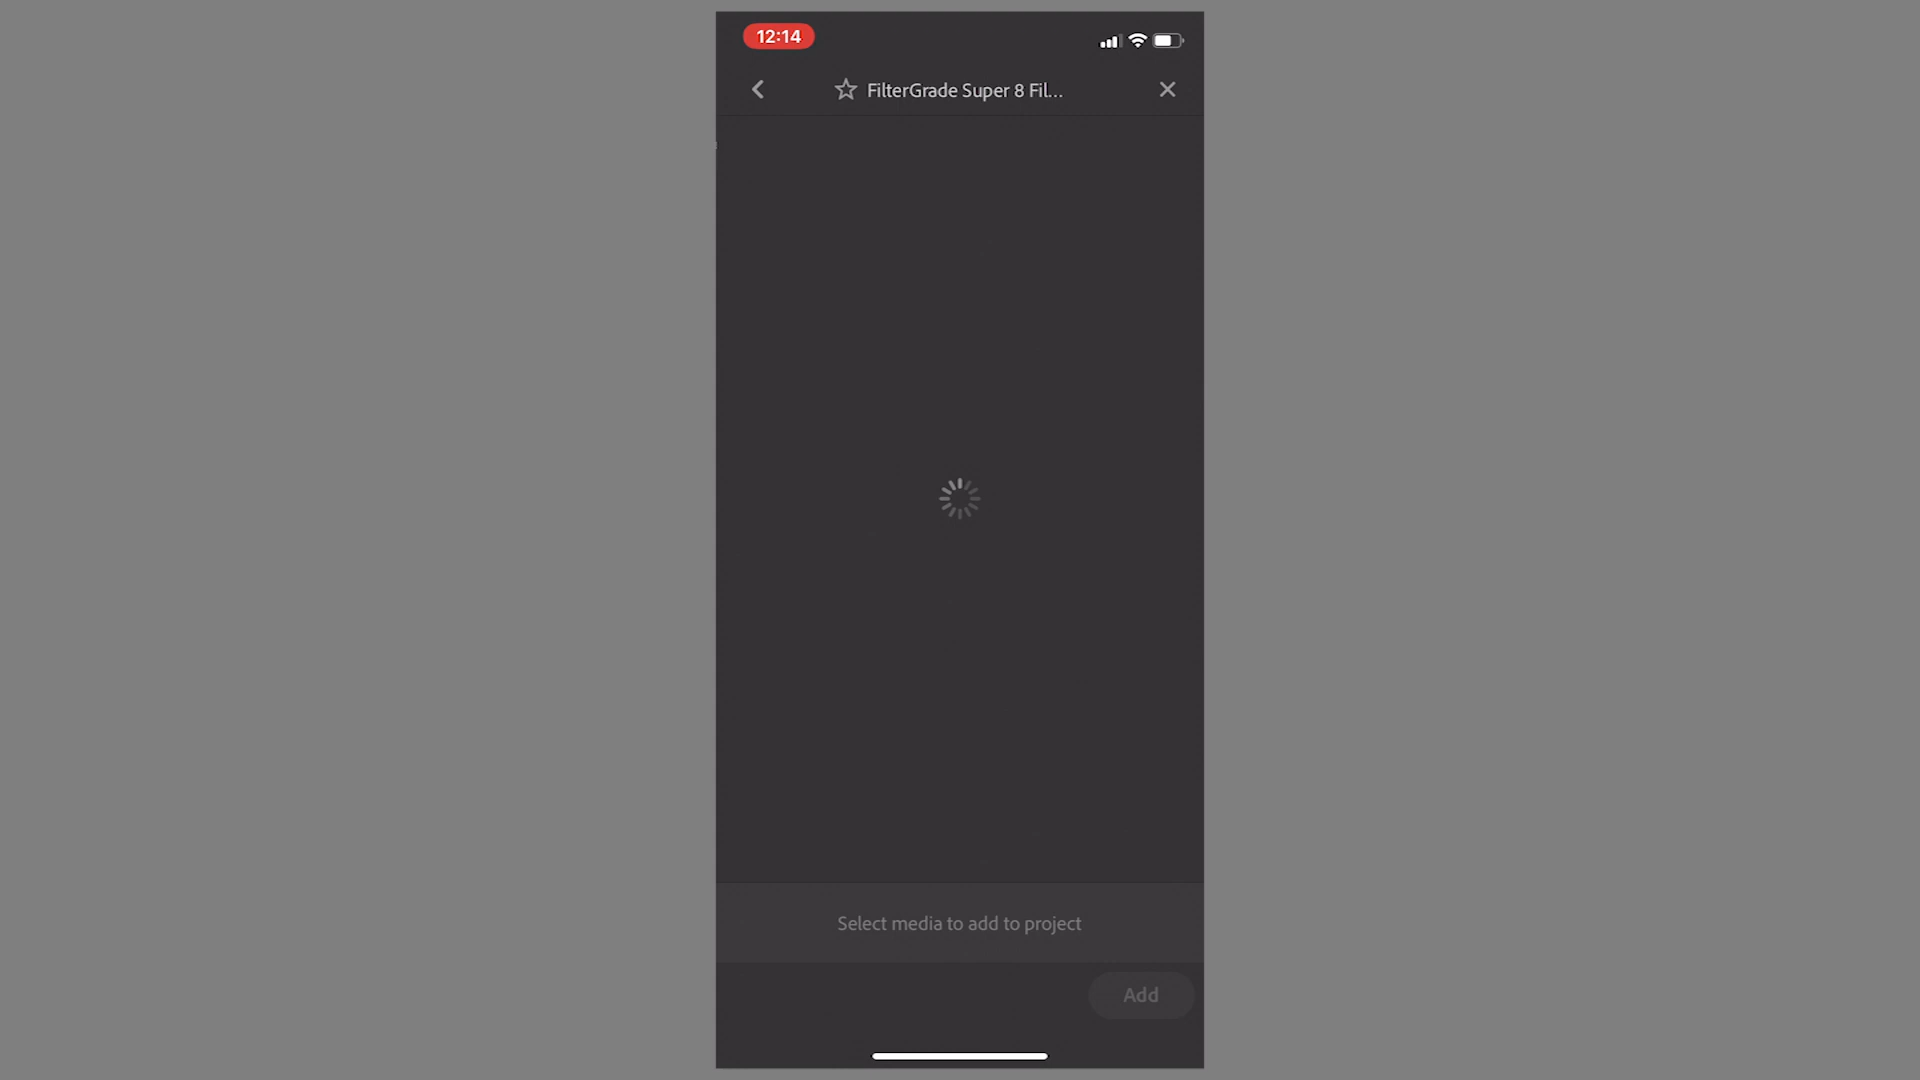 12:14
FilterGrade Super 8 Fil...
Select media to add to project
Add